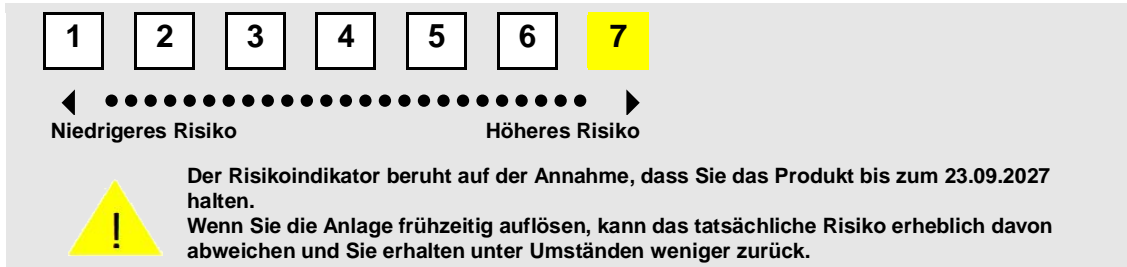 1 2 3 4 5 6 7
Niedrigeres Risiko Höheres Risiko
Der Risikoindikator beruht auf der Annahme, dass Sie das Produkt bis zum 23.09.2027
halten.
Wenn Sie die Anlage frühzeitig auflösen, kann das tatsächliche Risiko erheblich davon
abweichen und Sie erhalten unter Umständen weniger zurück.
!